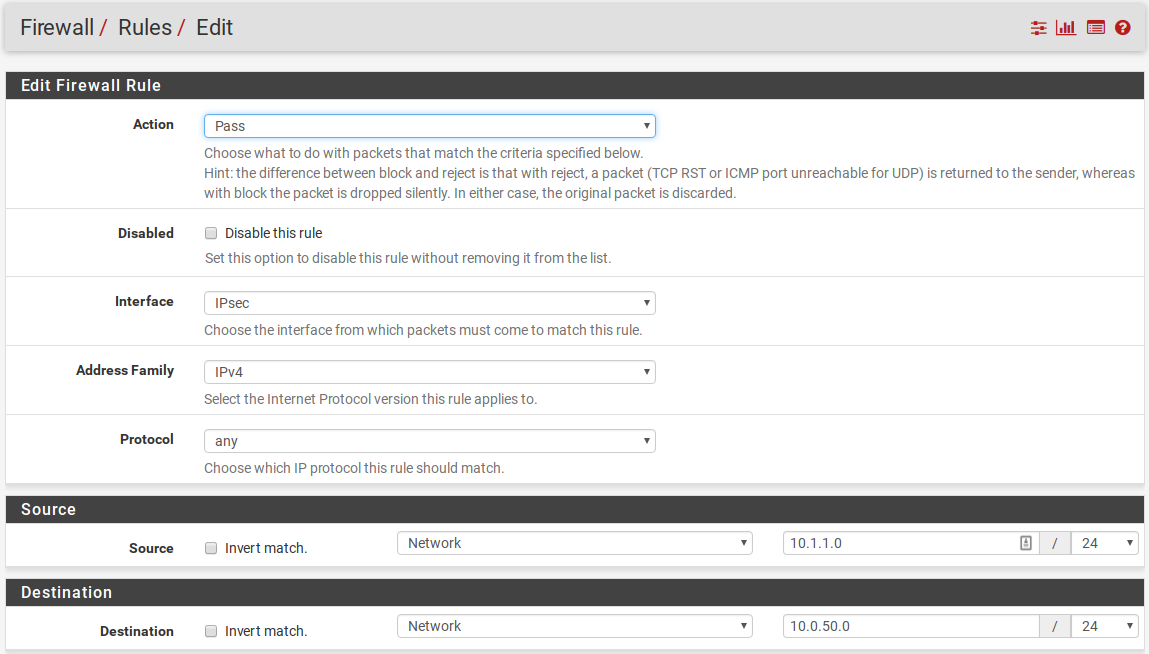 Firewall / Rules / Edit
Edit Firewall Rule
Action
Pass
Choose what to do with packets that match the criteria specified below.
Hint: the difference between block and reject is that with reject, a packet (TCP RST or ICMP port unreachable for UDP) is returned to the sender, whereas
with block the packet is dropped silently. In either case, the original packet is discarded.
Disabled
Disable this rule
Set this option to disable this rule without removing it from the list.
Interface
IPsec
Choose the interface from which packets must come to match this rule.
Address Family
IPv4
Select the Internet Protocol version this rule applies to.
Protocol
any
Choose which IP protocol this rule should match.
Source
Source Invert match. Network 10.1.1.0 / 24
Destination
Destination Invert match. Network 10.0.50.0 / 24